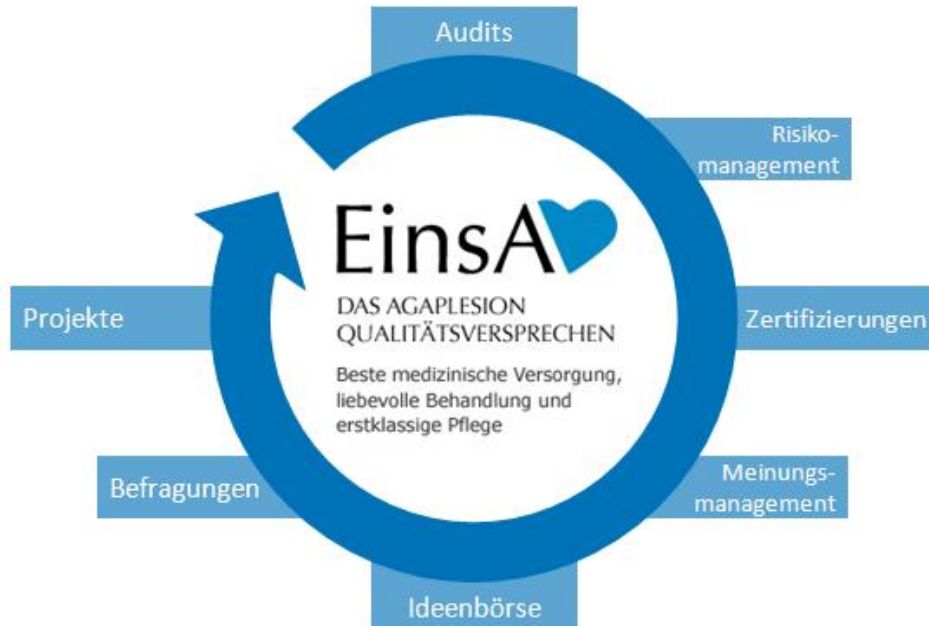 Audits
Risiko-
management
EinsA
DAS AGAPLESION
QUALITÄTSVERSPRECHEN
Projekte
Zertifizierungen
Beste medizinische Versorgung,
liebevolle Behandlung und
erstklassige Pflege
Befragungen
Meinungs-
management
Ideenbörse